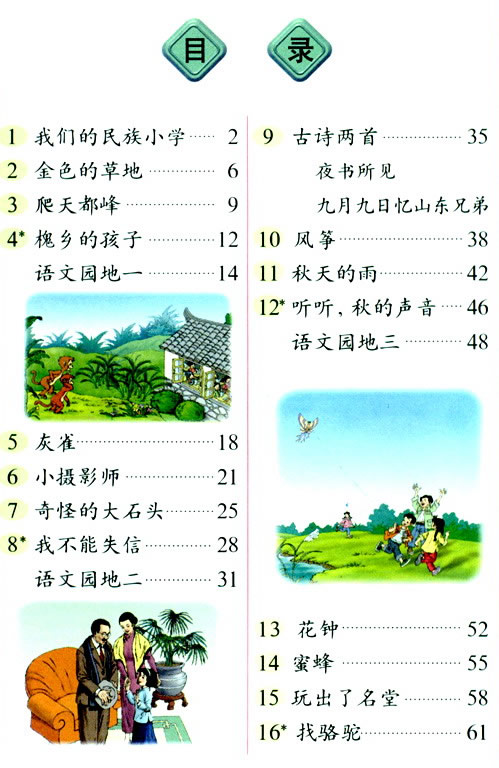 目录
1 我们的民族小学 …… 2
2 金色的草地 …… 6
3 爬天都峰 …… 9
4* 槐乡的孩子 …… 12
语文园地一 …… 14
5 灰雀 …… 18
6 小摄影师 …… 21
7 奇怪的大石头 …… 25
8* 我不能失信 …… 28
语文园地二 …… 31
9 古诗两首 …… 35
夜书所见
九月九日忆山东兄弟
10 风筝 …… 38
11 秋天的雨 …… 42
12* 听听，秋的声音 …… 46
语文园地三 …… 48
13 花钟 …… 52
14 蜜蜂 …… 55
15 玩出了名堂 …… 58
16* 找骆驼 …… 61